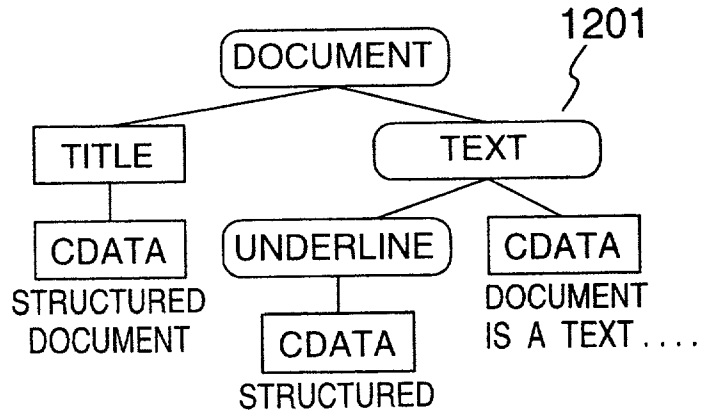 1201
DOCUMENT
TITLE
TEXT
CDATA
UNDERLINE
CDATA
STRUCTURED
DOCUMENT
DOCUMENT
IS A TEXT ....
CDATA
STRUCTURED